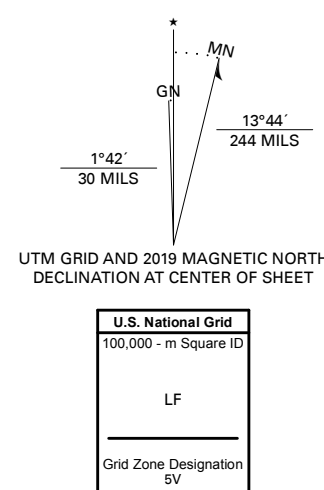 ★
MN
GN
13°44´
244 MILS
1°42´
30 MILS
UTM GRID AND 2019 MAGNETIC NORTH
DECLINATION AT CENTER OF SHEET
U.S. National Grid
100,000 - m Square ID
LF
Grid Zone Designation
5V